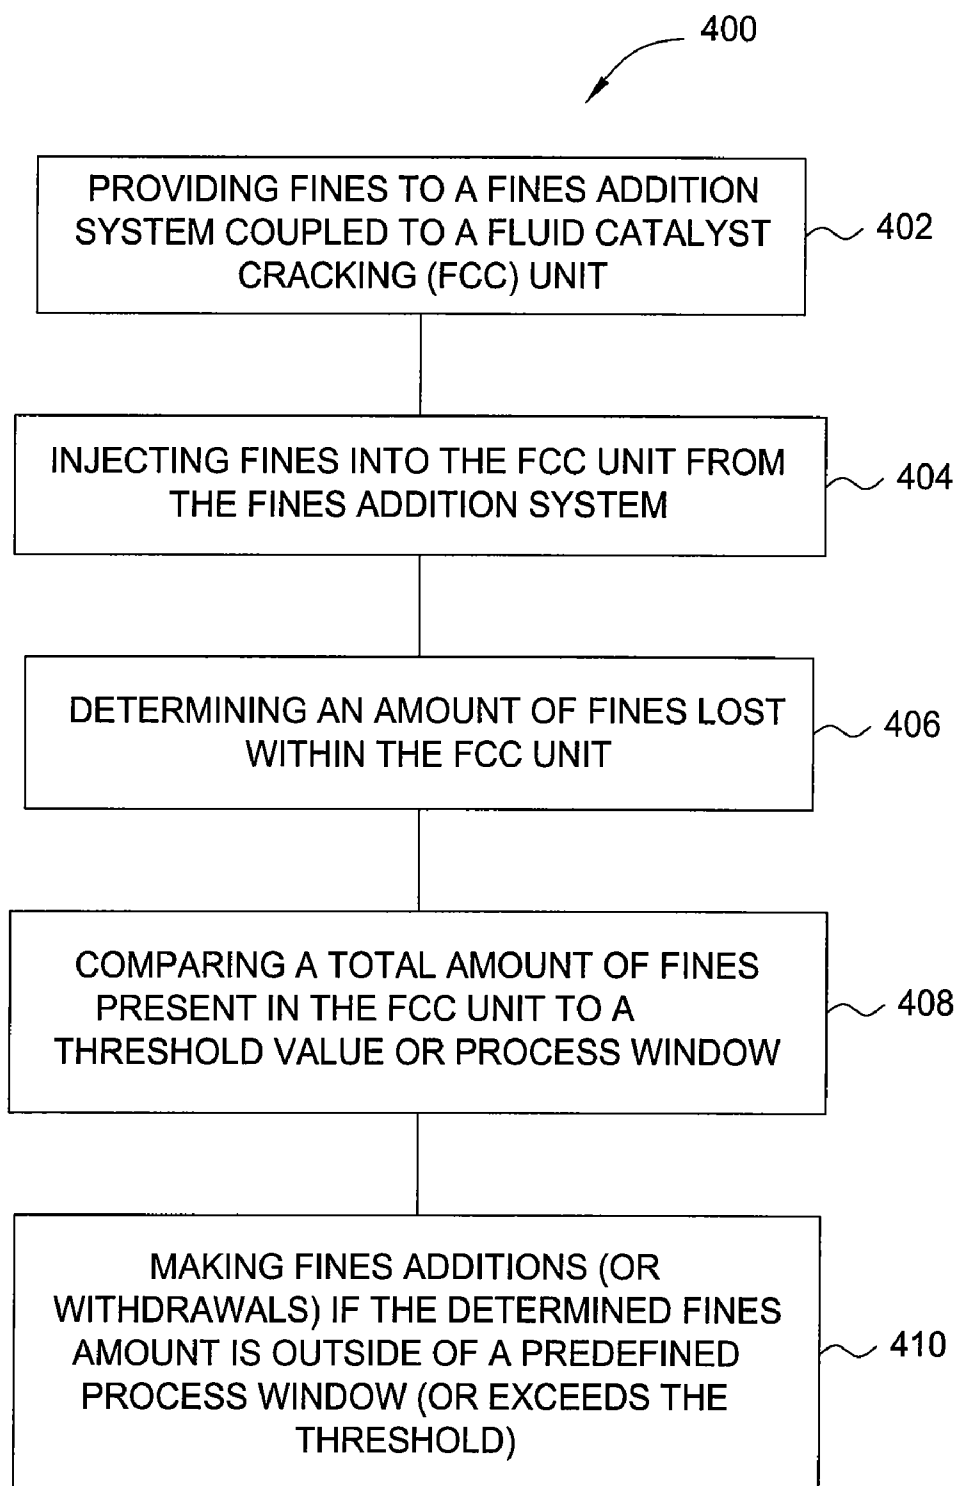 400
PROVIDING FINES TO A FINES ADDITION
SYSTEM COUPLED TO A FLUID CATALYST
CRACKING (FCC) UNIT
402
INJECTING FINES INTO THE FCC UNIT FROM
THE FINES ADDITION SYSTEM
404
DETERMINING AN AMOUNT OF FINES LOST
WITHIN THE FCC UNIT
406
COMPARING A TOTAL AMOUNT OF FINES
PRESENT IN THE FCC UNIT TO A
THRESHOLD VALUE OR PROCESS WINDOW
408
MAKING FINES ADDITIONS (OR
WITHDRAWALS) IF THE DETERMINED FINES
AMOUNT IS OUTSIDE OF A PREDEFINED
PROCESS WINDOW (OR EXCEEDS THE
THRESHOLD)
410